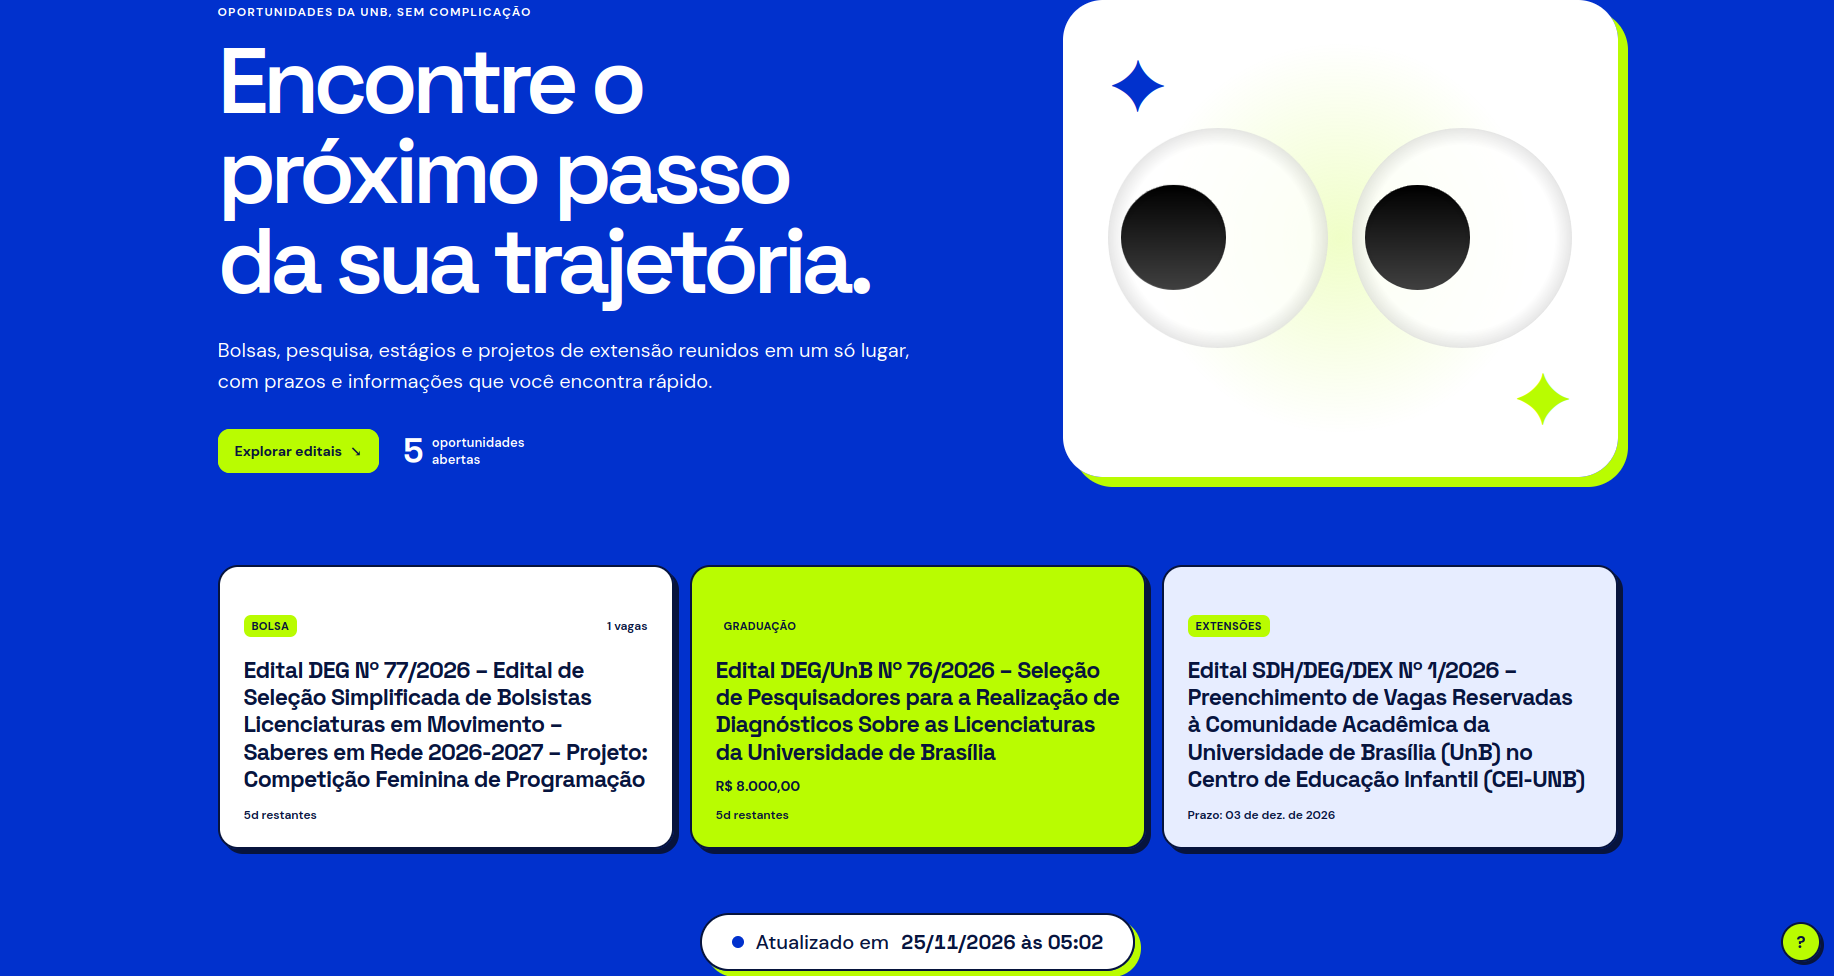 OPORTUNIDADES DA UNB, SEM COMPLICAÇÃO
Encontre o
próximo passo
da sua trajetória.
Bolsas, pesquisa, estágios e projetos de extensão reunidos em um só lugar,
com prazos e informações que você encontra rápido.
Explorar editais ↘
5 oportunidades
abertas
BOLSA
1 vagas
Edital DEG Nº 77/2026 – Edital de
Seleção Simplificada de Bolsistas
Licenciaturas em Movimento –
Saberes em Rede 2026-2027 – Projeto:
Competição Feminina de Programação
5d restantes
GRADUAÇÃO
Edital DEG/UnB Nº 76/2026 – Seleção
de Pesquisadores para a Realização de
Diagnósticos Sobre as Licenciaturas
da Universidade de Brasília
R$ 8.000,00
5d restantes
EXTENSÕES
Edital SDH/DEG/DEX Nº 1/2026 –
Preenchimento de Vagas Reservadas
à Comunidade Acadêmica da
Universidade de Brasília (UnB) no
Centro de Educação Infantil (CEI-UNB)
Prazo: 03 de dez. de 2026
Atualizado em 25/11/2026 às 05:02
?